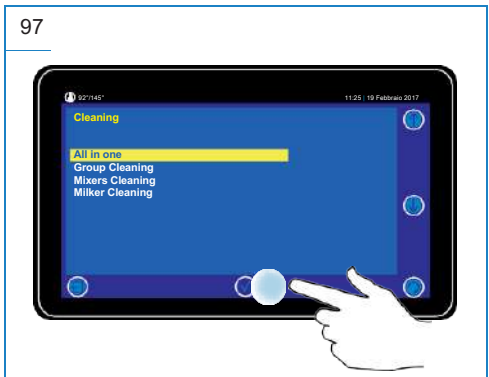 97
92°/145° 11:25 | 19 Febbraio 2017
Cleaning
All in one
Group Cleaning
Mixers Cleaning
Milker Cleaning